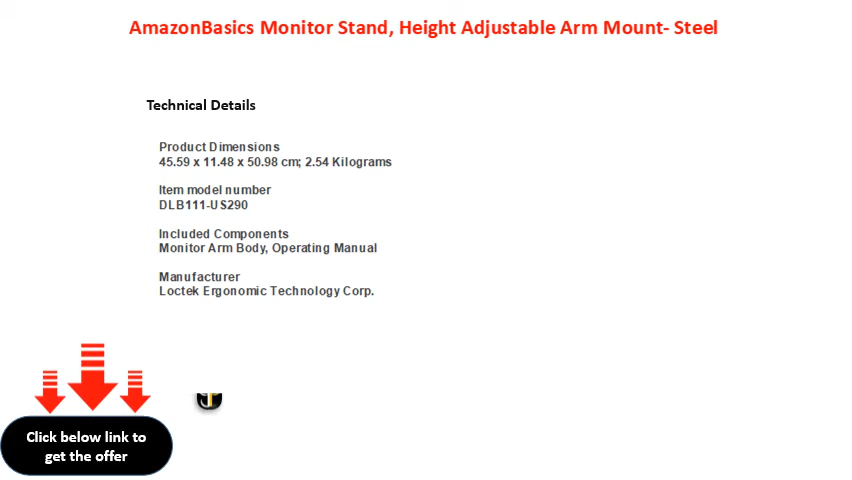 AmazonBasics Monitor Stand, Height Adjustable Arm Mount- Steel
Technical Details
Product Dimensions
45.59 x 11.48 x 50.98 cm; 2.54 Kilograms
Item model number
DLB111-US290
Included Components
Monitor Arm Body, Operating Manual
Manufacturer
Loctek Ergonomic Technology Corp.
Click below link to
get the offer